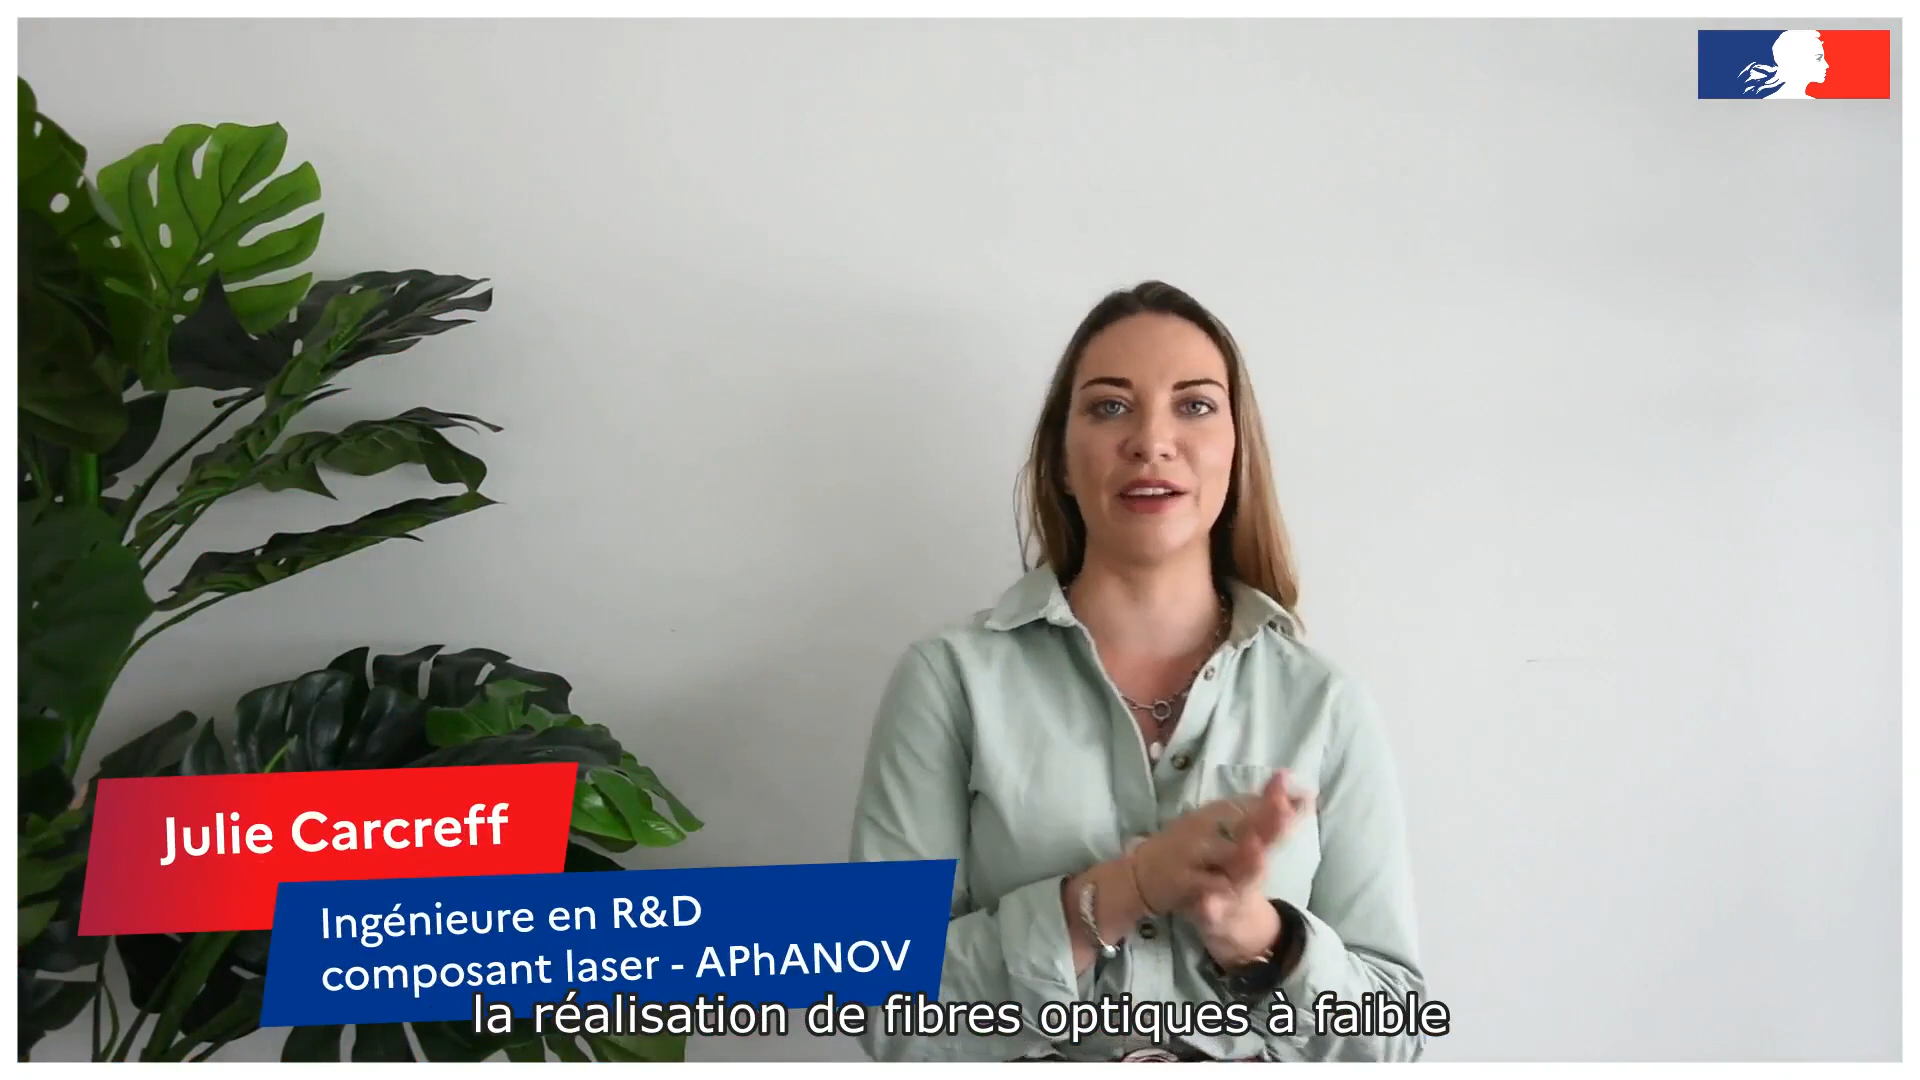 Julie Carcreff
Ingénieure en R&D
composant laser - APhANOV
la réalisation de fibres optiques à faible